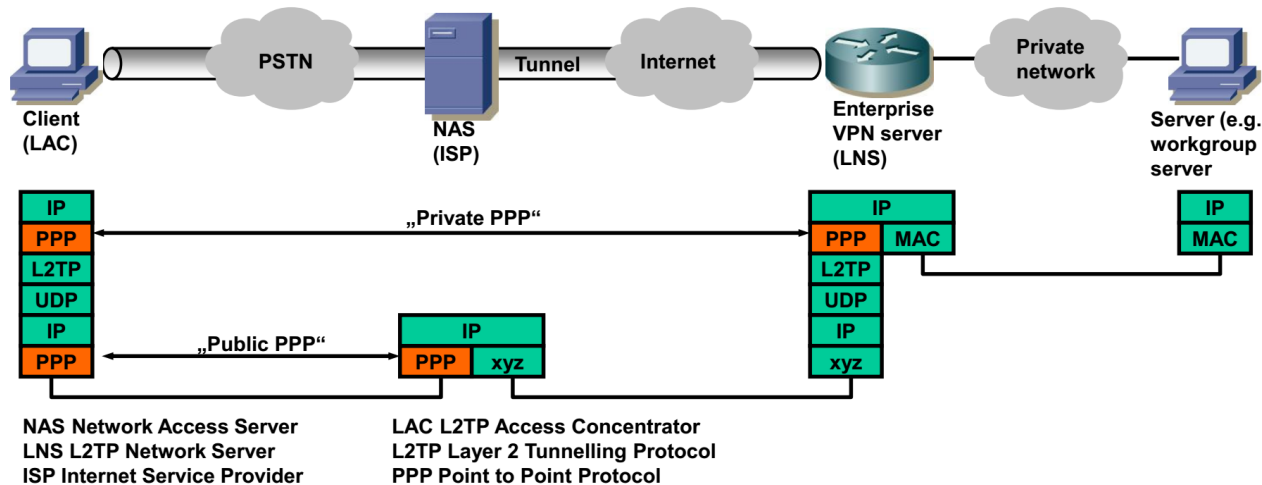 PSTN
Tunnel
Internet
Private
network
Client
(LAC)
NAS
(ISP)
Enterprise
VPN server
(LNS)
Server (e.g.
workgroup
server
IP
PPP
L2TP
UDP
IP
PPP
„Private PPP“
„Public PPP“
IP
PPP xyz
IP
PPP MAC
L2TP
UDP
IP
xyz
IP
MAC
NAS Network Access Server
LNS L2TP Network Server
ISP Internet Service Provider
LAC L2TP Access Concentrator
L2TP Layer 2 Tunnelling Protocol
PPP Point to Point Protocol